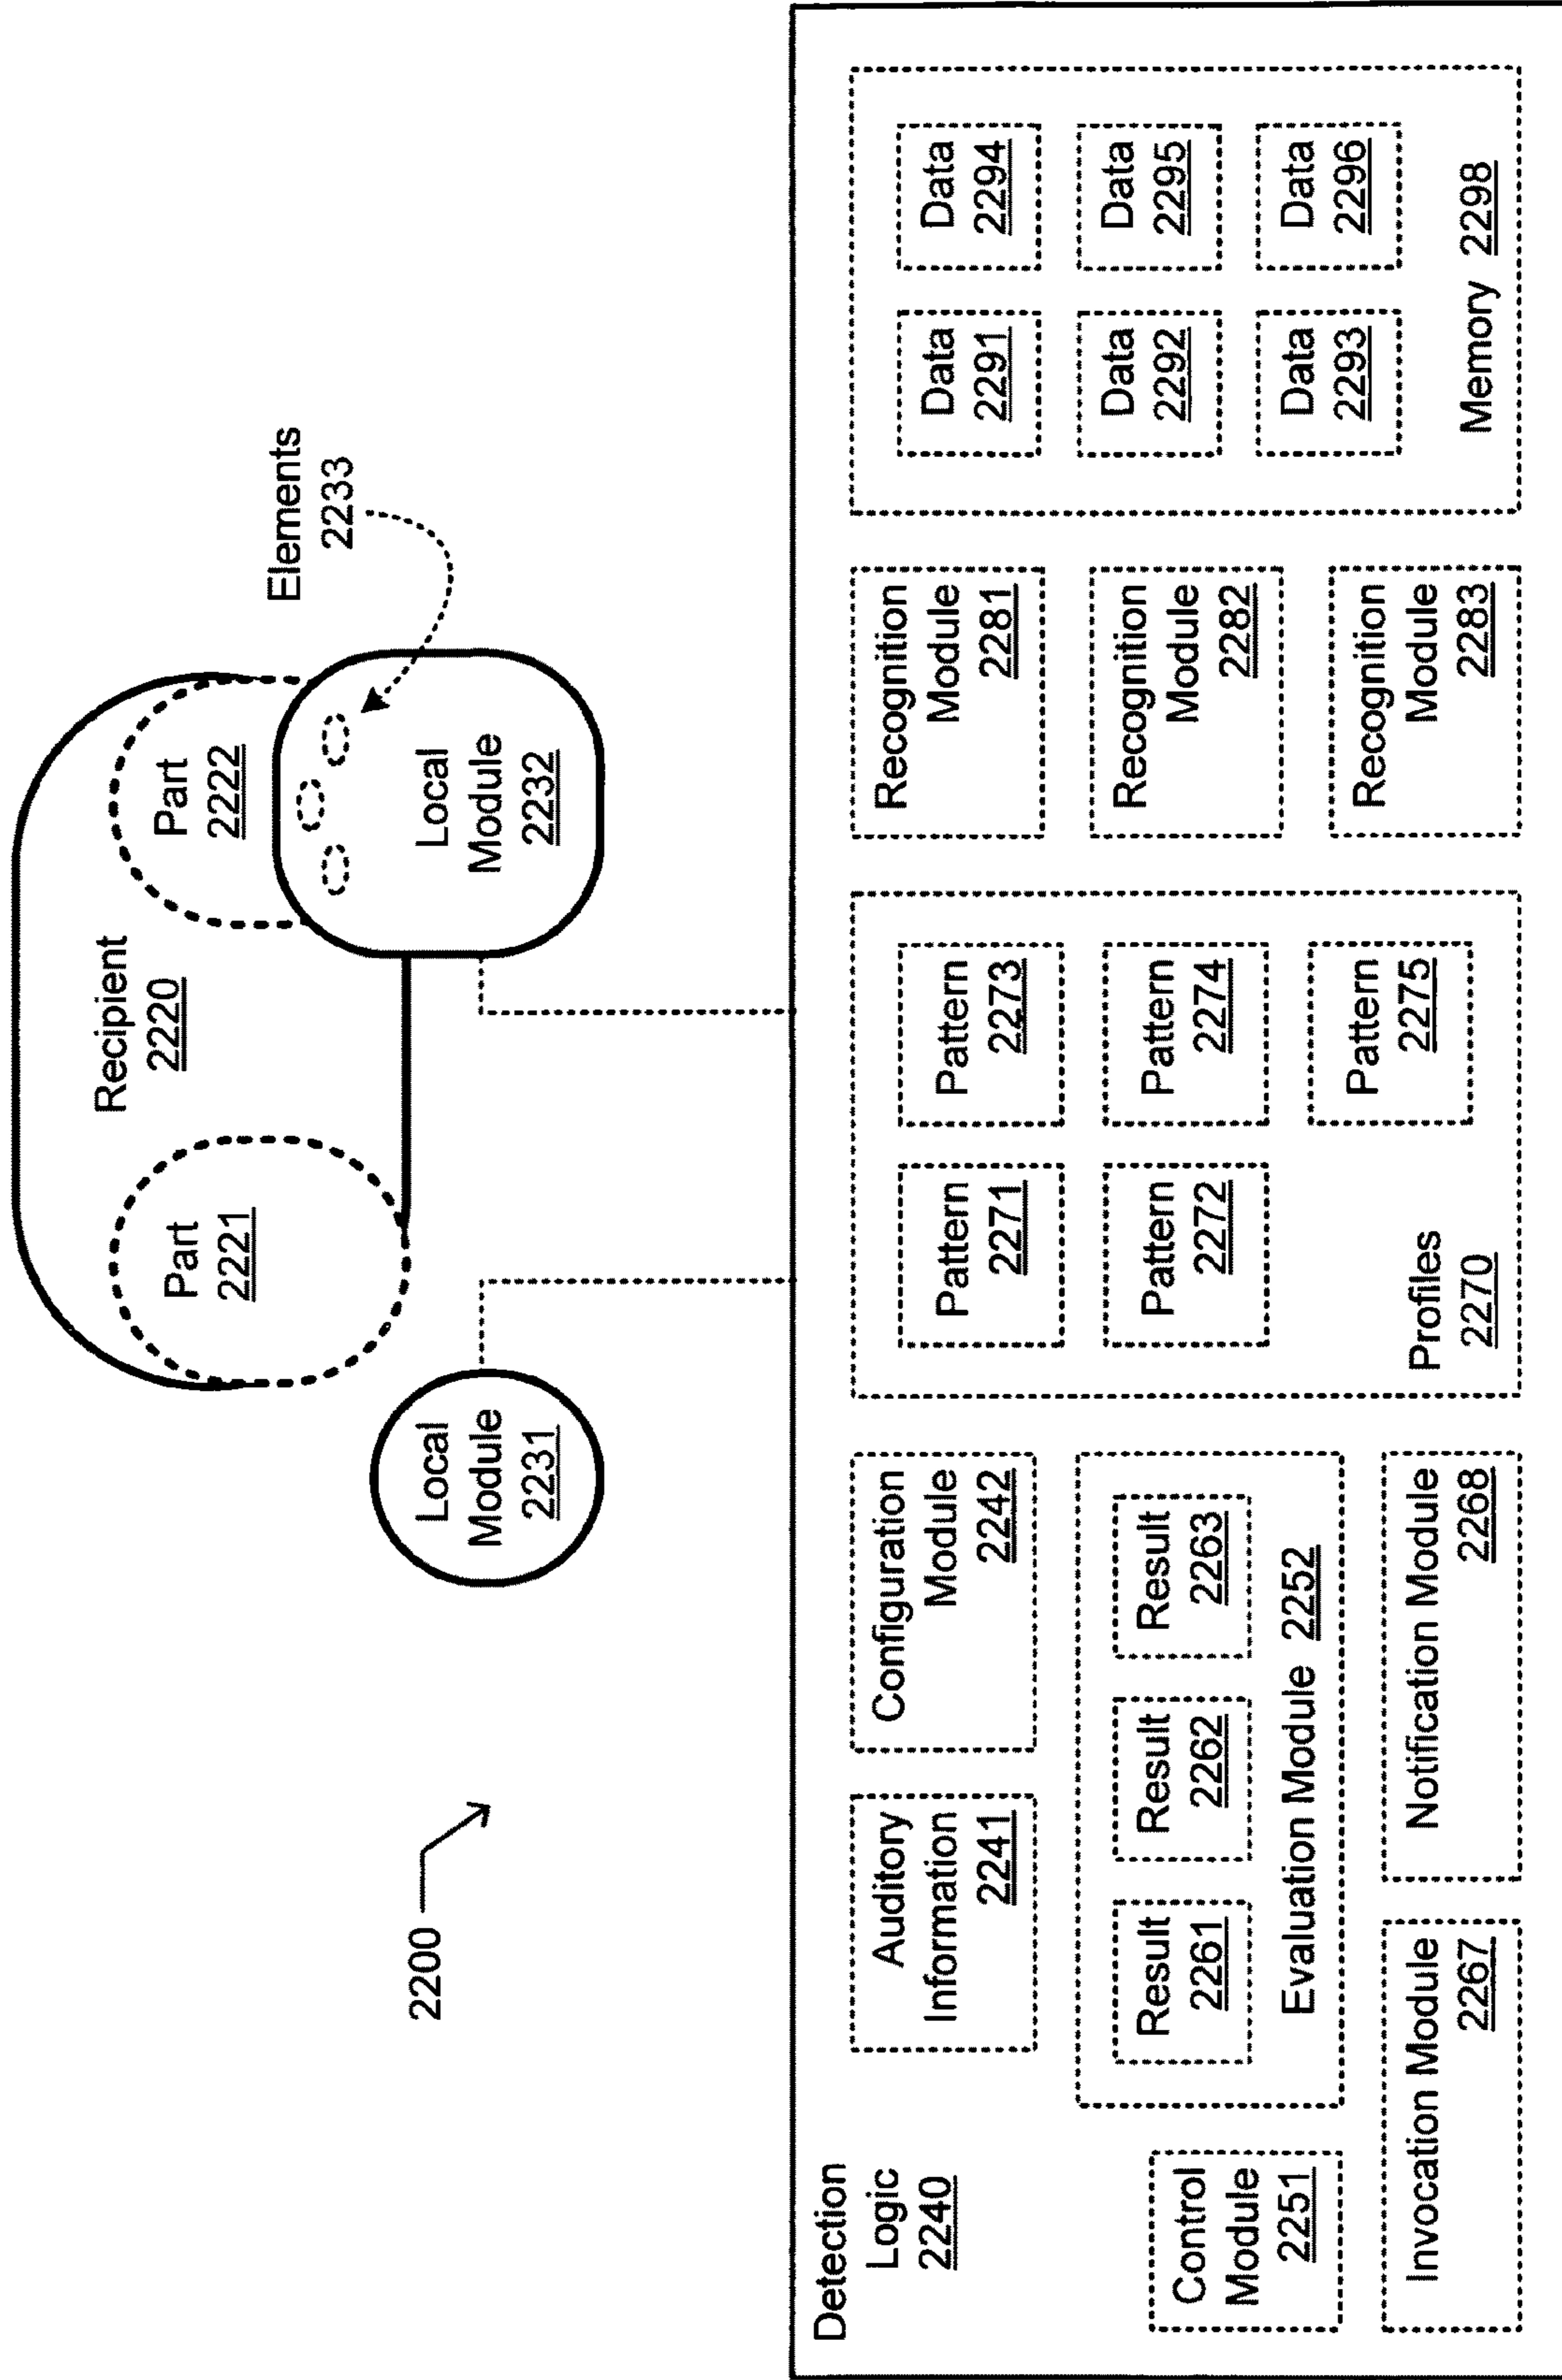 2200
Recipient
2220
Part
2221
Part
2222
Elements
2233
Local
Module
2231
Local
Module
2232
Detection
Logic
2240
Auditory
Information
2241
Configuration
Module
2242
Control
Module
2251
Result
2261
Result
2262
Result
2263
Evaluation Module 2252
Invocation Module
2267
Notification Module
2268
Pattern
2271
Pattern
2273
Pattern
2272
Pattern
2274
Pattern
2275
Profiles
2270
Recognition
Module
2281
Recognition
Module
2282
Recognition
Module
2283
Data
2291
Data
2294
Data
2292
Data
2295
Data
2293
Data
2296
Memory 2298